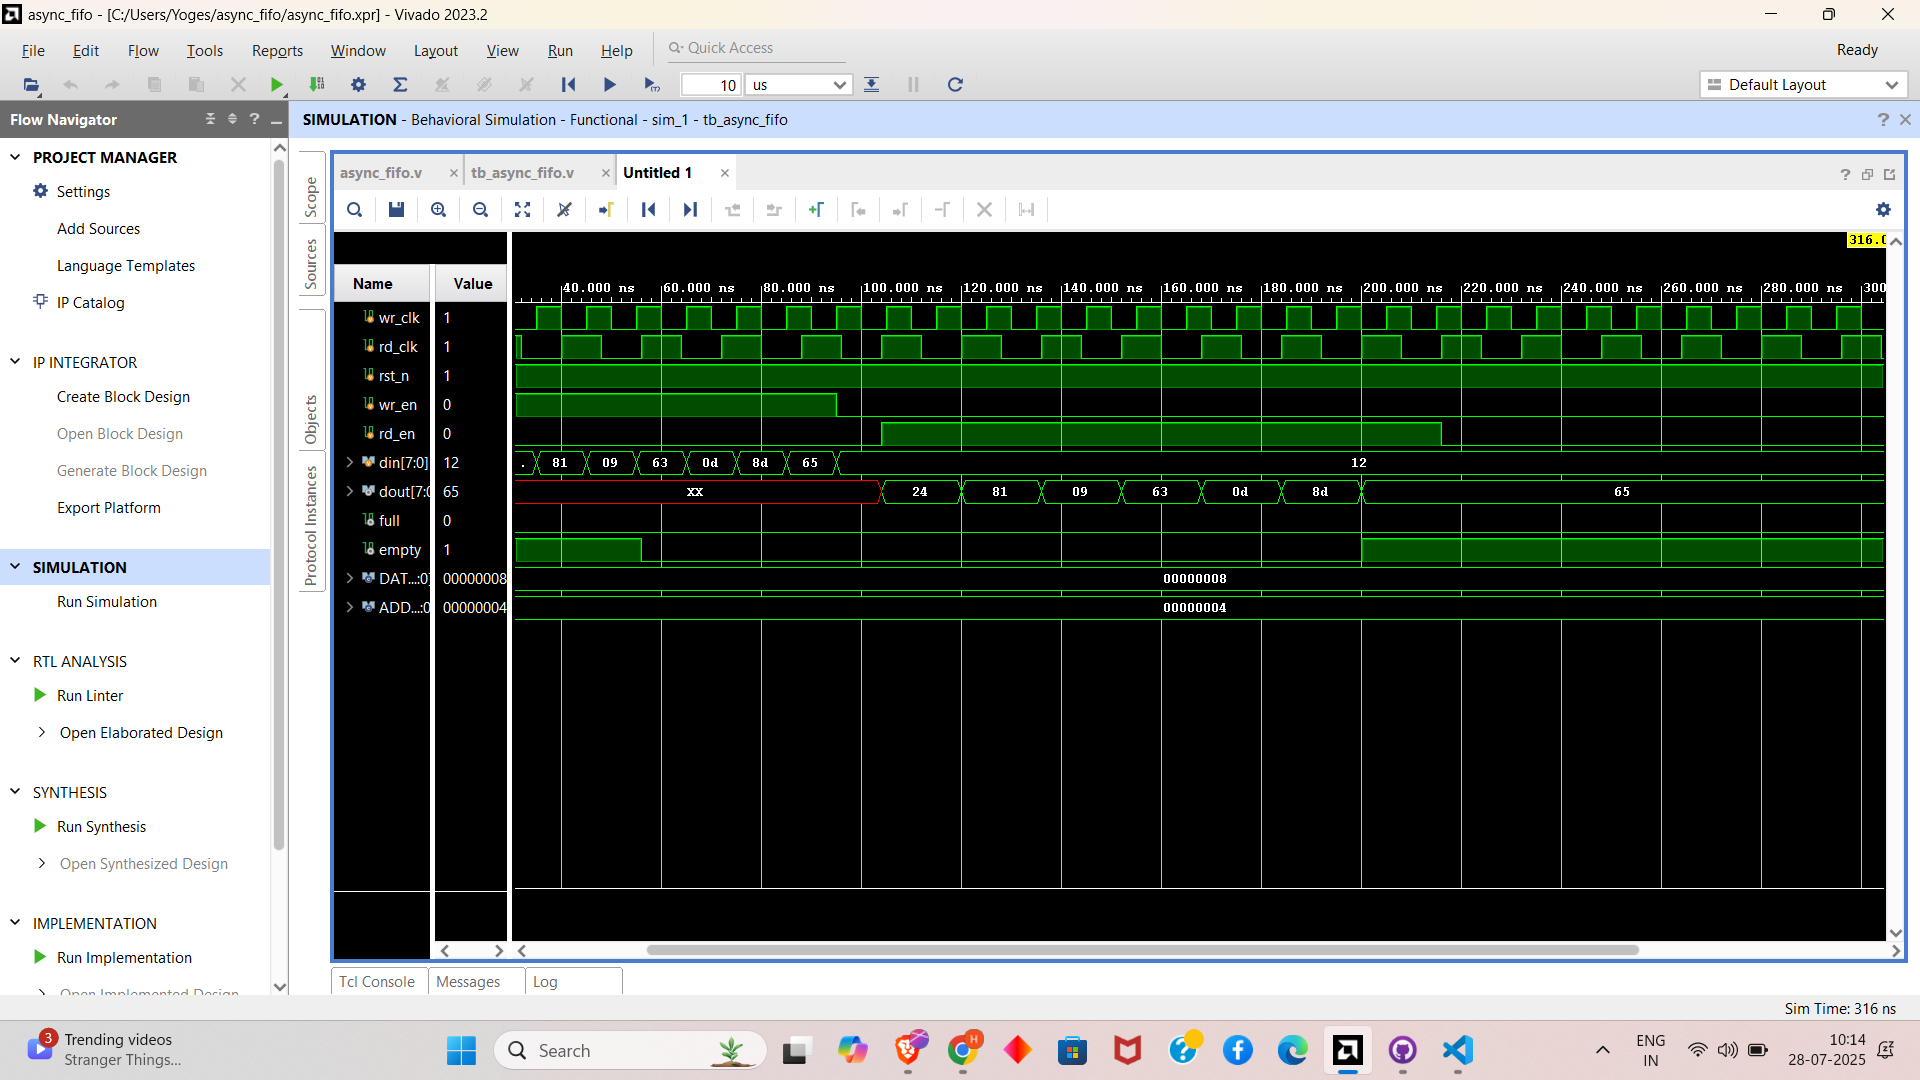 async_fifo - [C:/Users/Yoges/async_fifo/async_fifo.xpr] - Vivado 2023.2
File Edit Flow Tools Reports Window Layout View Run Help Quick Access
Ready
10 us
Default Layout
Flow Navigator
SIMULATION - Behavioral Simulation - Functional - sim_1 - tb_async_fifo
PROJECT MANAGER
Settings
Add Sources
Language Templates
IP Catalog
IP INTEGRATOR
Create Block Design
Open Block Design
Generate Block Design
Export Platform
SIMULATION
Run Simulation
RTL ANALYSIS
Run Linter
Open Elaborated Design
SYNTHESIS
Run Synthesis
Open Synthesized Design
IMPLEMENTATION
Run Implementation
Open Implemented Design
Scope
Sources
Objects
Protocol Instances
async_fifo.v tb_async_fifo.v Untitled 1
316.0
Name Value
40.000 ns 60.000 ns 80.000 ns 100.000 ns 120.000 ns 140.000 ns 160.000 ns 180.000 ns 200.000 ns 220.000 ns 240.000 ns 260.000 ns 280.000 ns 300
wr_clk 1
rd_clk 1
rst_n 1
wr_en 0
rd_en 0
din[7:0] 12 . 81 09 63 0d 8d 65 12
dout[7:0 65 XX 24 81 09 63 0d 8d 65
full 0
empty 1
DAT...:0] 00000008 00000008
ADD...:0 00000004 00000004
Tcl Console Messages Log
Sim Time: 316 ns
3
Trending videos
Stranger Things...
Search
H
ENG
IN
10:14
28-07-2025